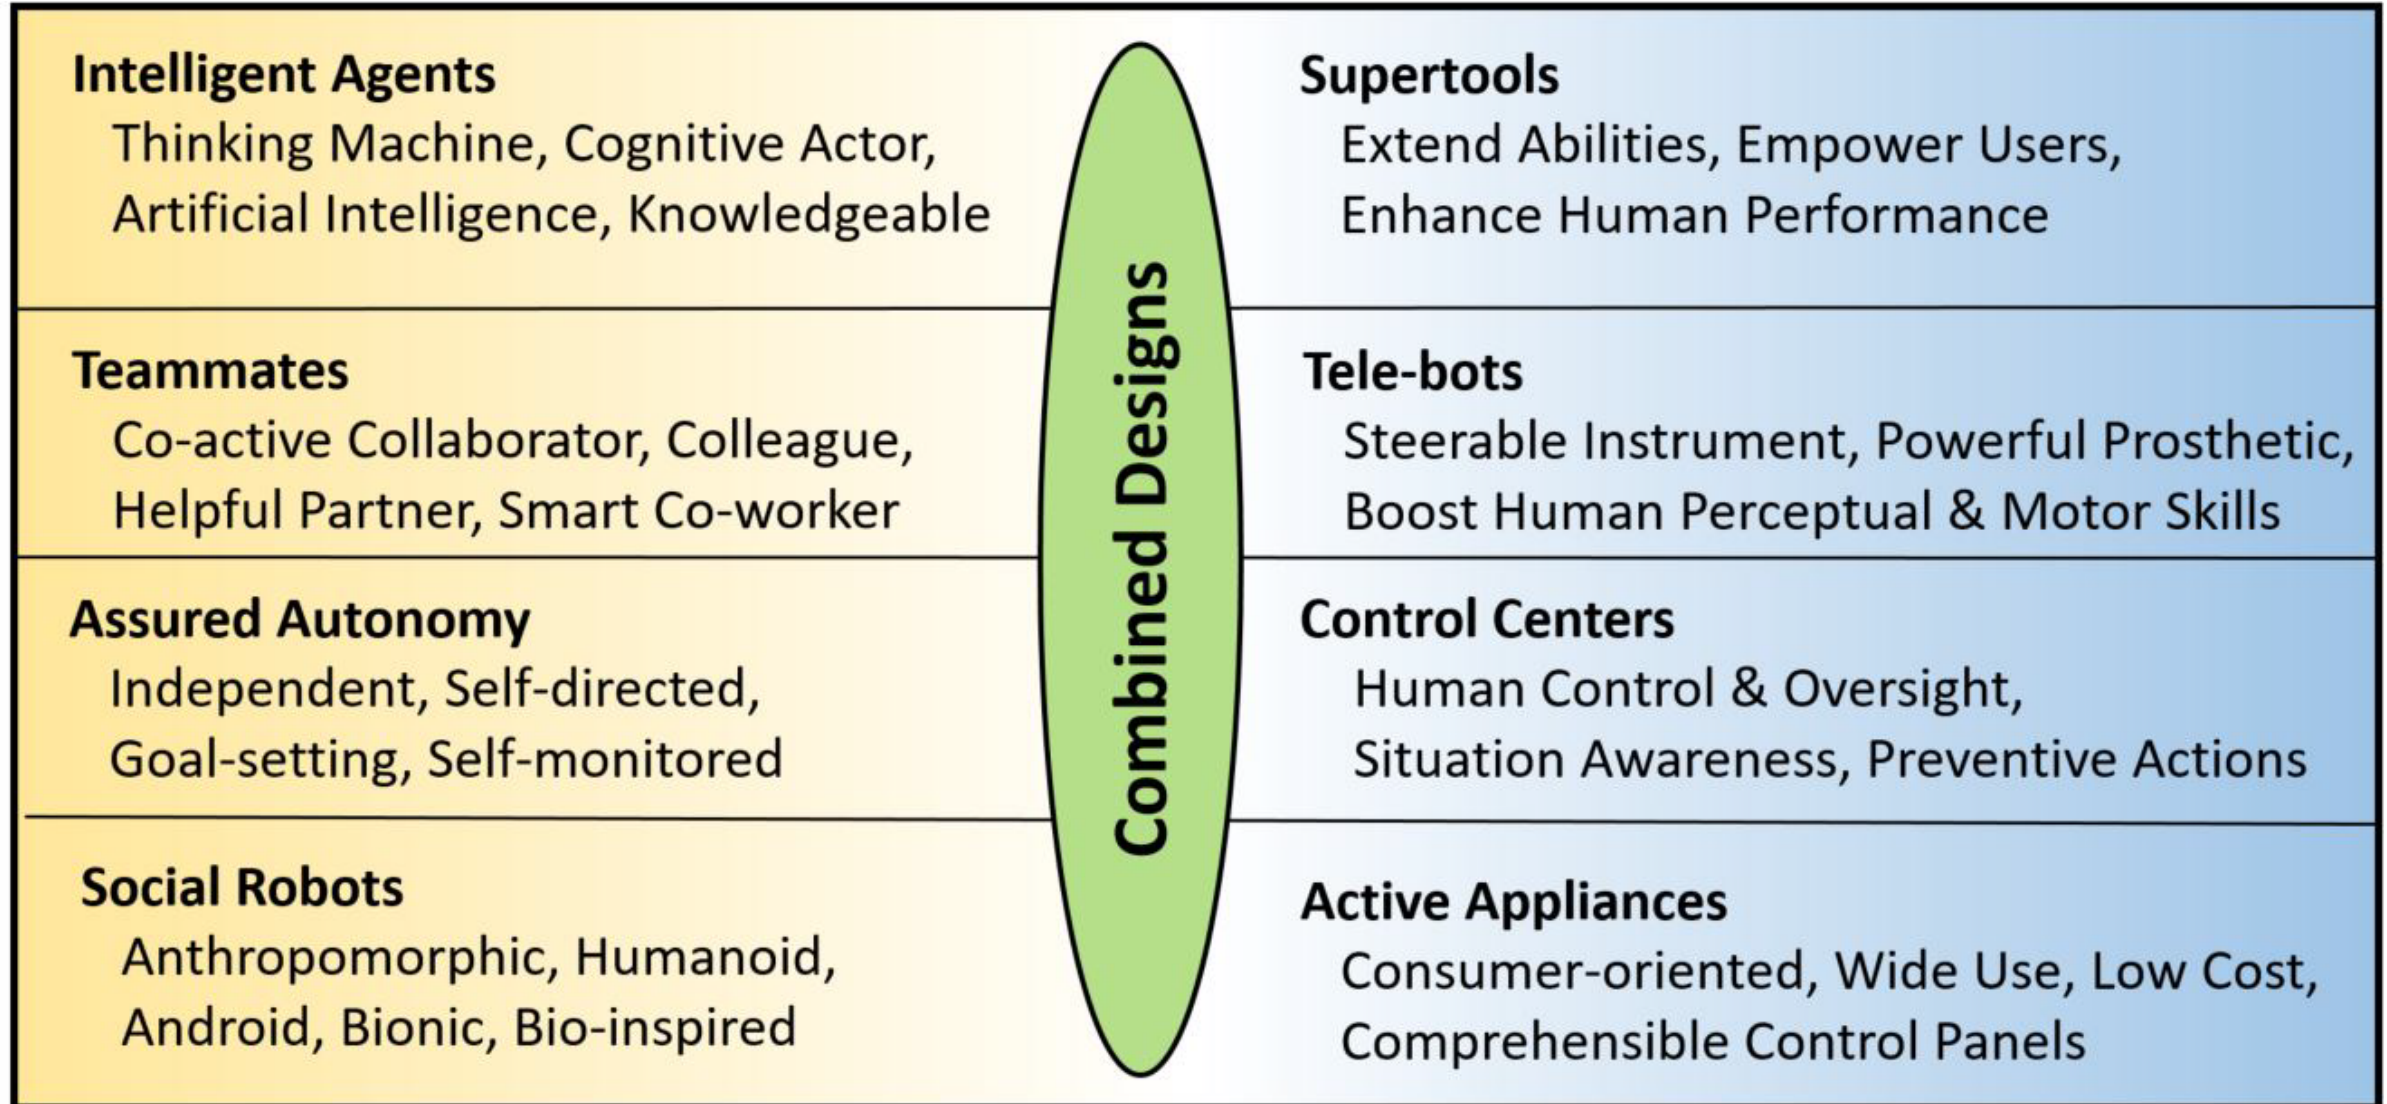 Intelligent Agents
Thinking Machine, Cognitive Actor,
Artificial Intelligence, Knowledgeable
Teammates
Co-active Collaborator, Colleague,
Helpful Partner, Smart Co-worker
Assured Autonomy
Independent, Self-directed,
Goal-setting, Self-monitored
Social Robots
Anthropomorphic, Humanoid,
Android, Bionic, Bio-inspired
Combined Designs
Supertools
Extend Abilities, Empower Users,
Enhance Human Performance
Tele-bots
Steerable Instrument, Powerful Prosthetic,
Boost Human Perceptual & Motor Skills
Control Centers
Human Control & Oversight,
Situation Awareness, Preventive Actions
Active Appliances
Consumer-oriented, Wide Use, Low Cost,
Comprehensible Control Panels